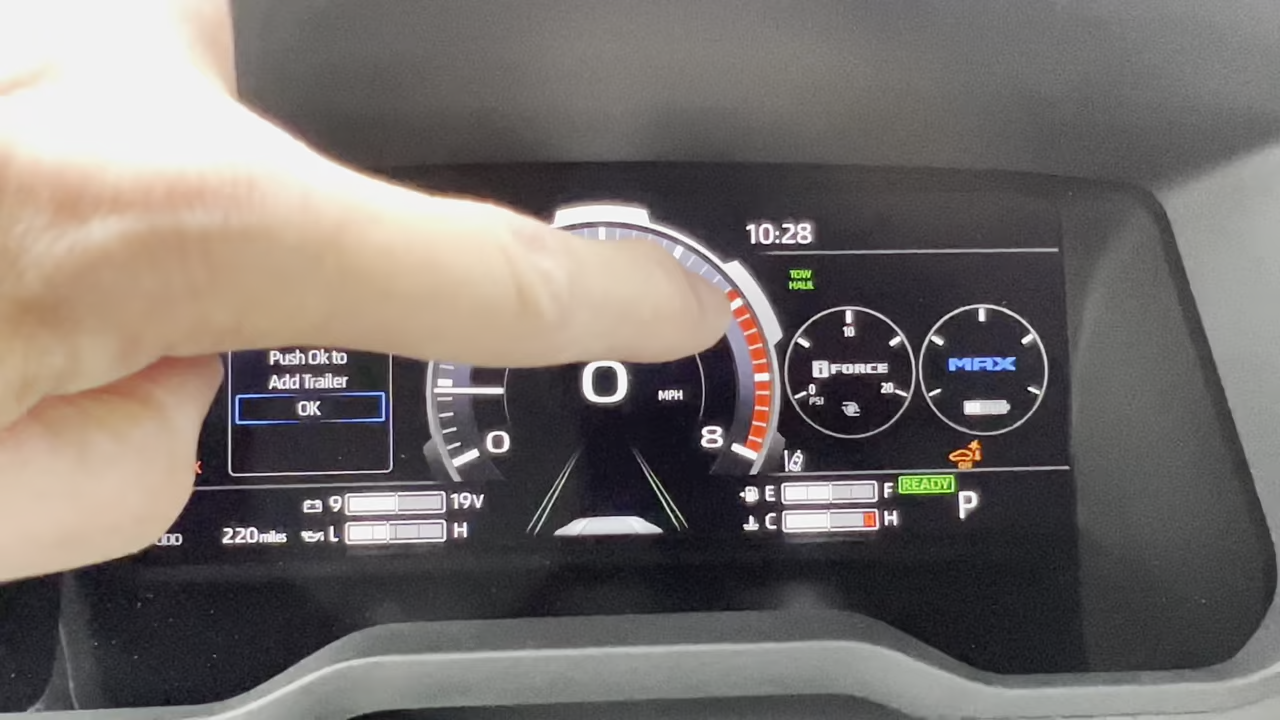 10:28
TOW
HAUL
Push Ok to
Add Trailer
OK
0
MPH
0
8
10
iFORCE
0
20
PSI
MAX
OFF
9
19V
E
F
READY
P
220 miles
L
H
C
H